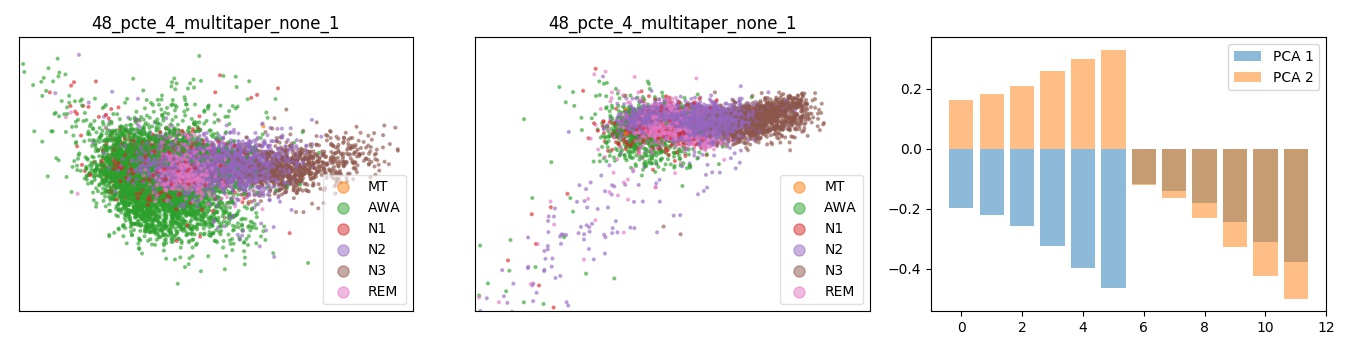 48_pcte_4_multitaper_none_1
MT
AWA
N1
N2
N3
REM
48_pcte_4_multitaper_none_1
MT
AWA
N1
N2
N3
REM
PCA 1
PCA 2
0.2
0.0
−0.2
−0.4
0 2 4 6 8 10 12